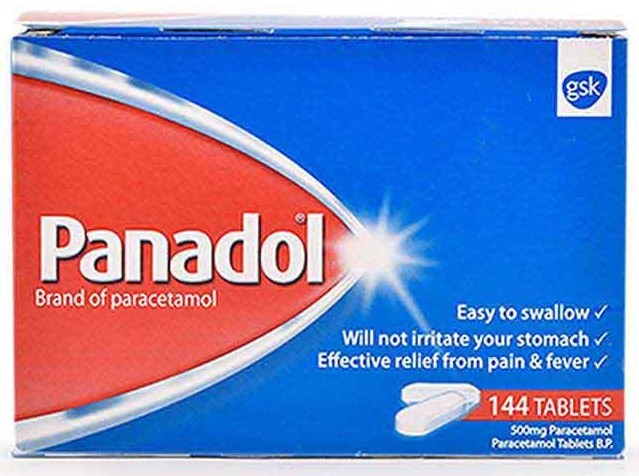 gsk
Panadol®
Brand of paracetamol
Easy to swallow ✓
Will not irritate your stomach ✓
Effective relief from pain & fever ✓
144 TABLETS
500mg Paracetamol
Paracetamol Tablets B.P.